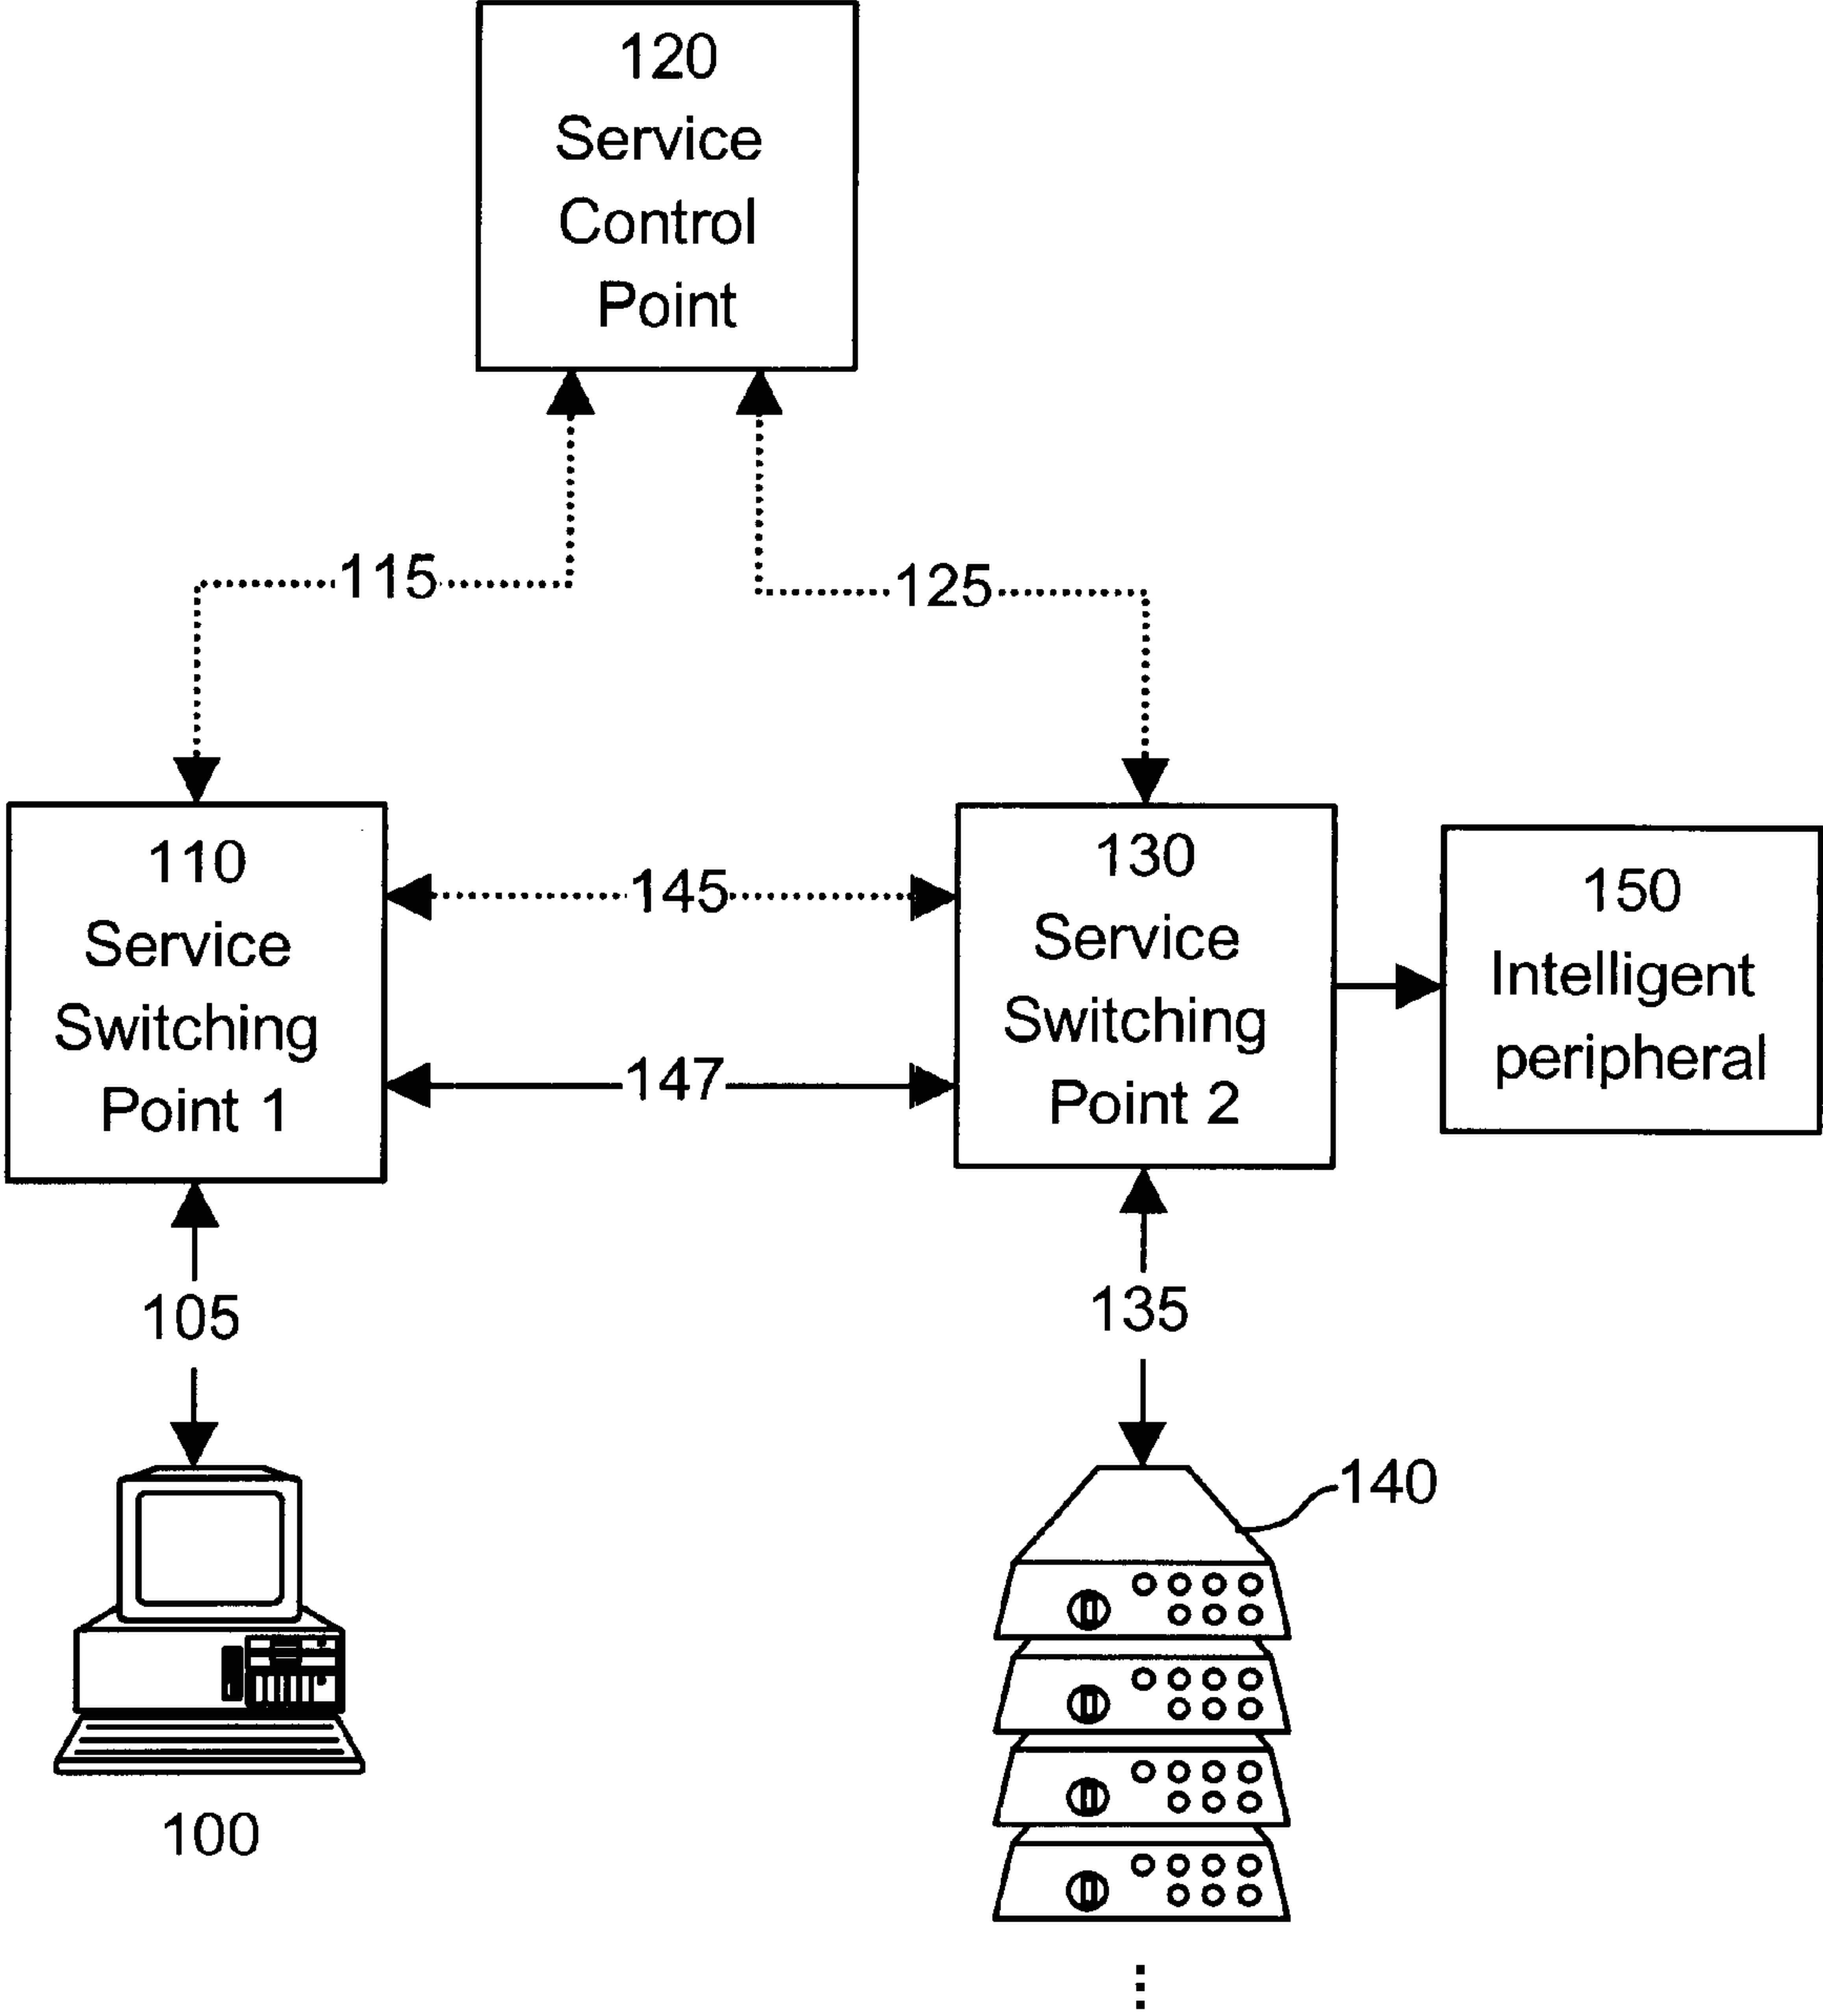 120
Service
Control
Point
115
125
110
Service
Switching
Point 1
145
147
130
Service
Switching
Point 2
150
Intelligent
peripheral
105
135
140
100